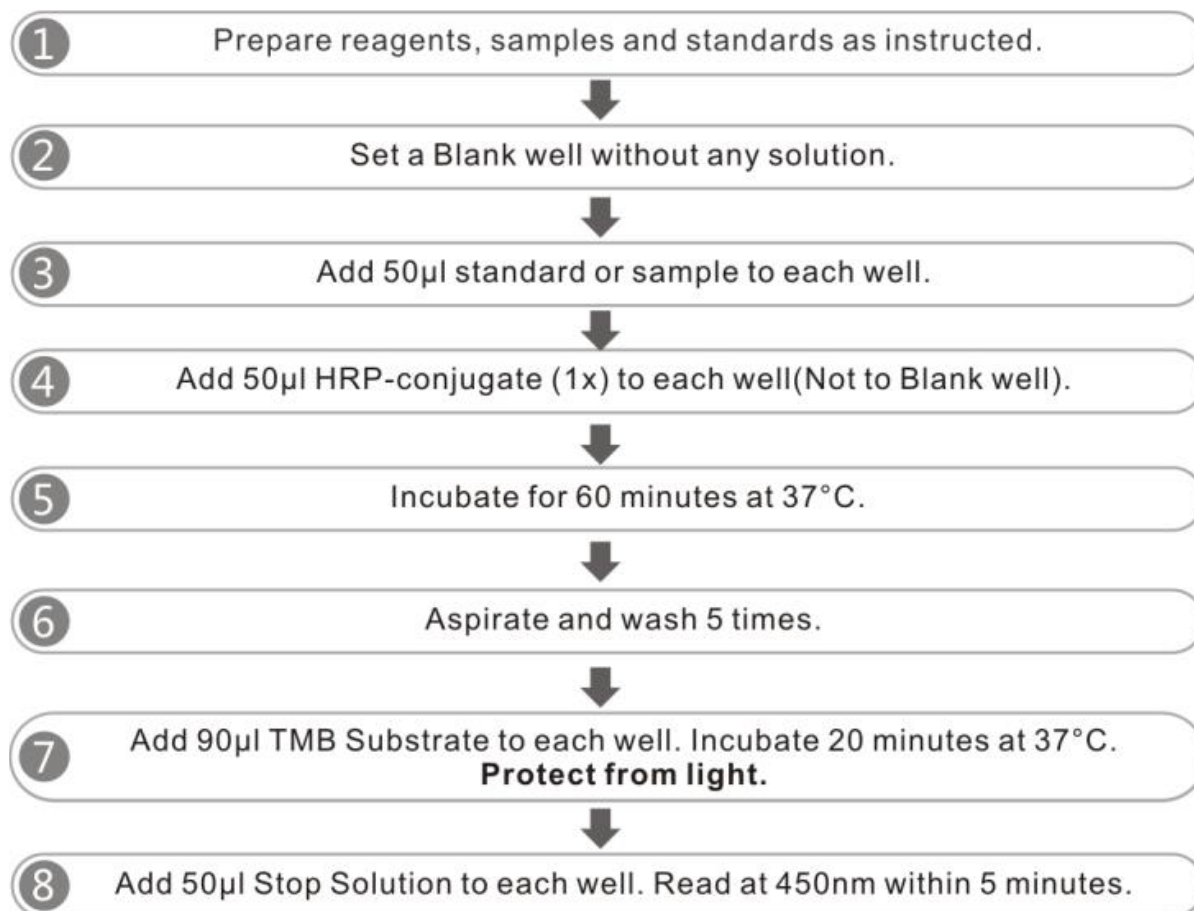 1 Prepare reagents, samples and standards as instructed.
2 Set a Blank well without any solution.
3 Add 50µl standard or sample to each well.
4 Add 50µl HRP-conjugate (1x) to each well(Not to Blank well).
5 Incubate for 60 minutes at 37°C.
6 Aspirate and wash 5 times.
7 Add 90µl TMB Substrate to each well. Incubate 20 minutes at 37°C.
Protect from light.
8 Add 50µl Stop Solution to each well. Read at 450nm within 5 minutes.